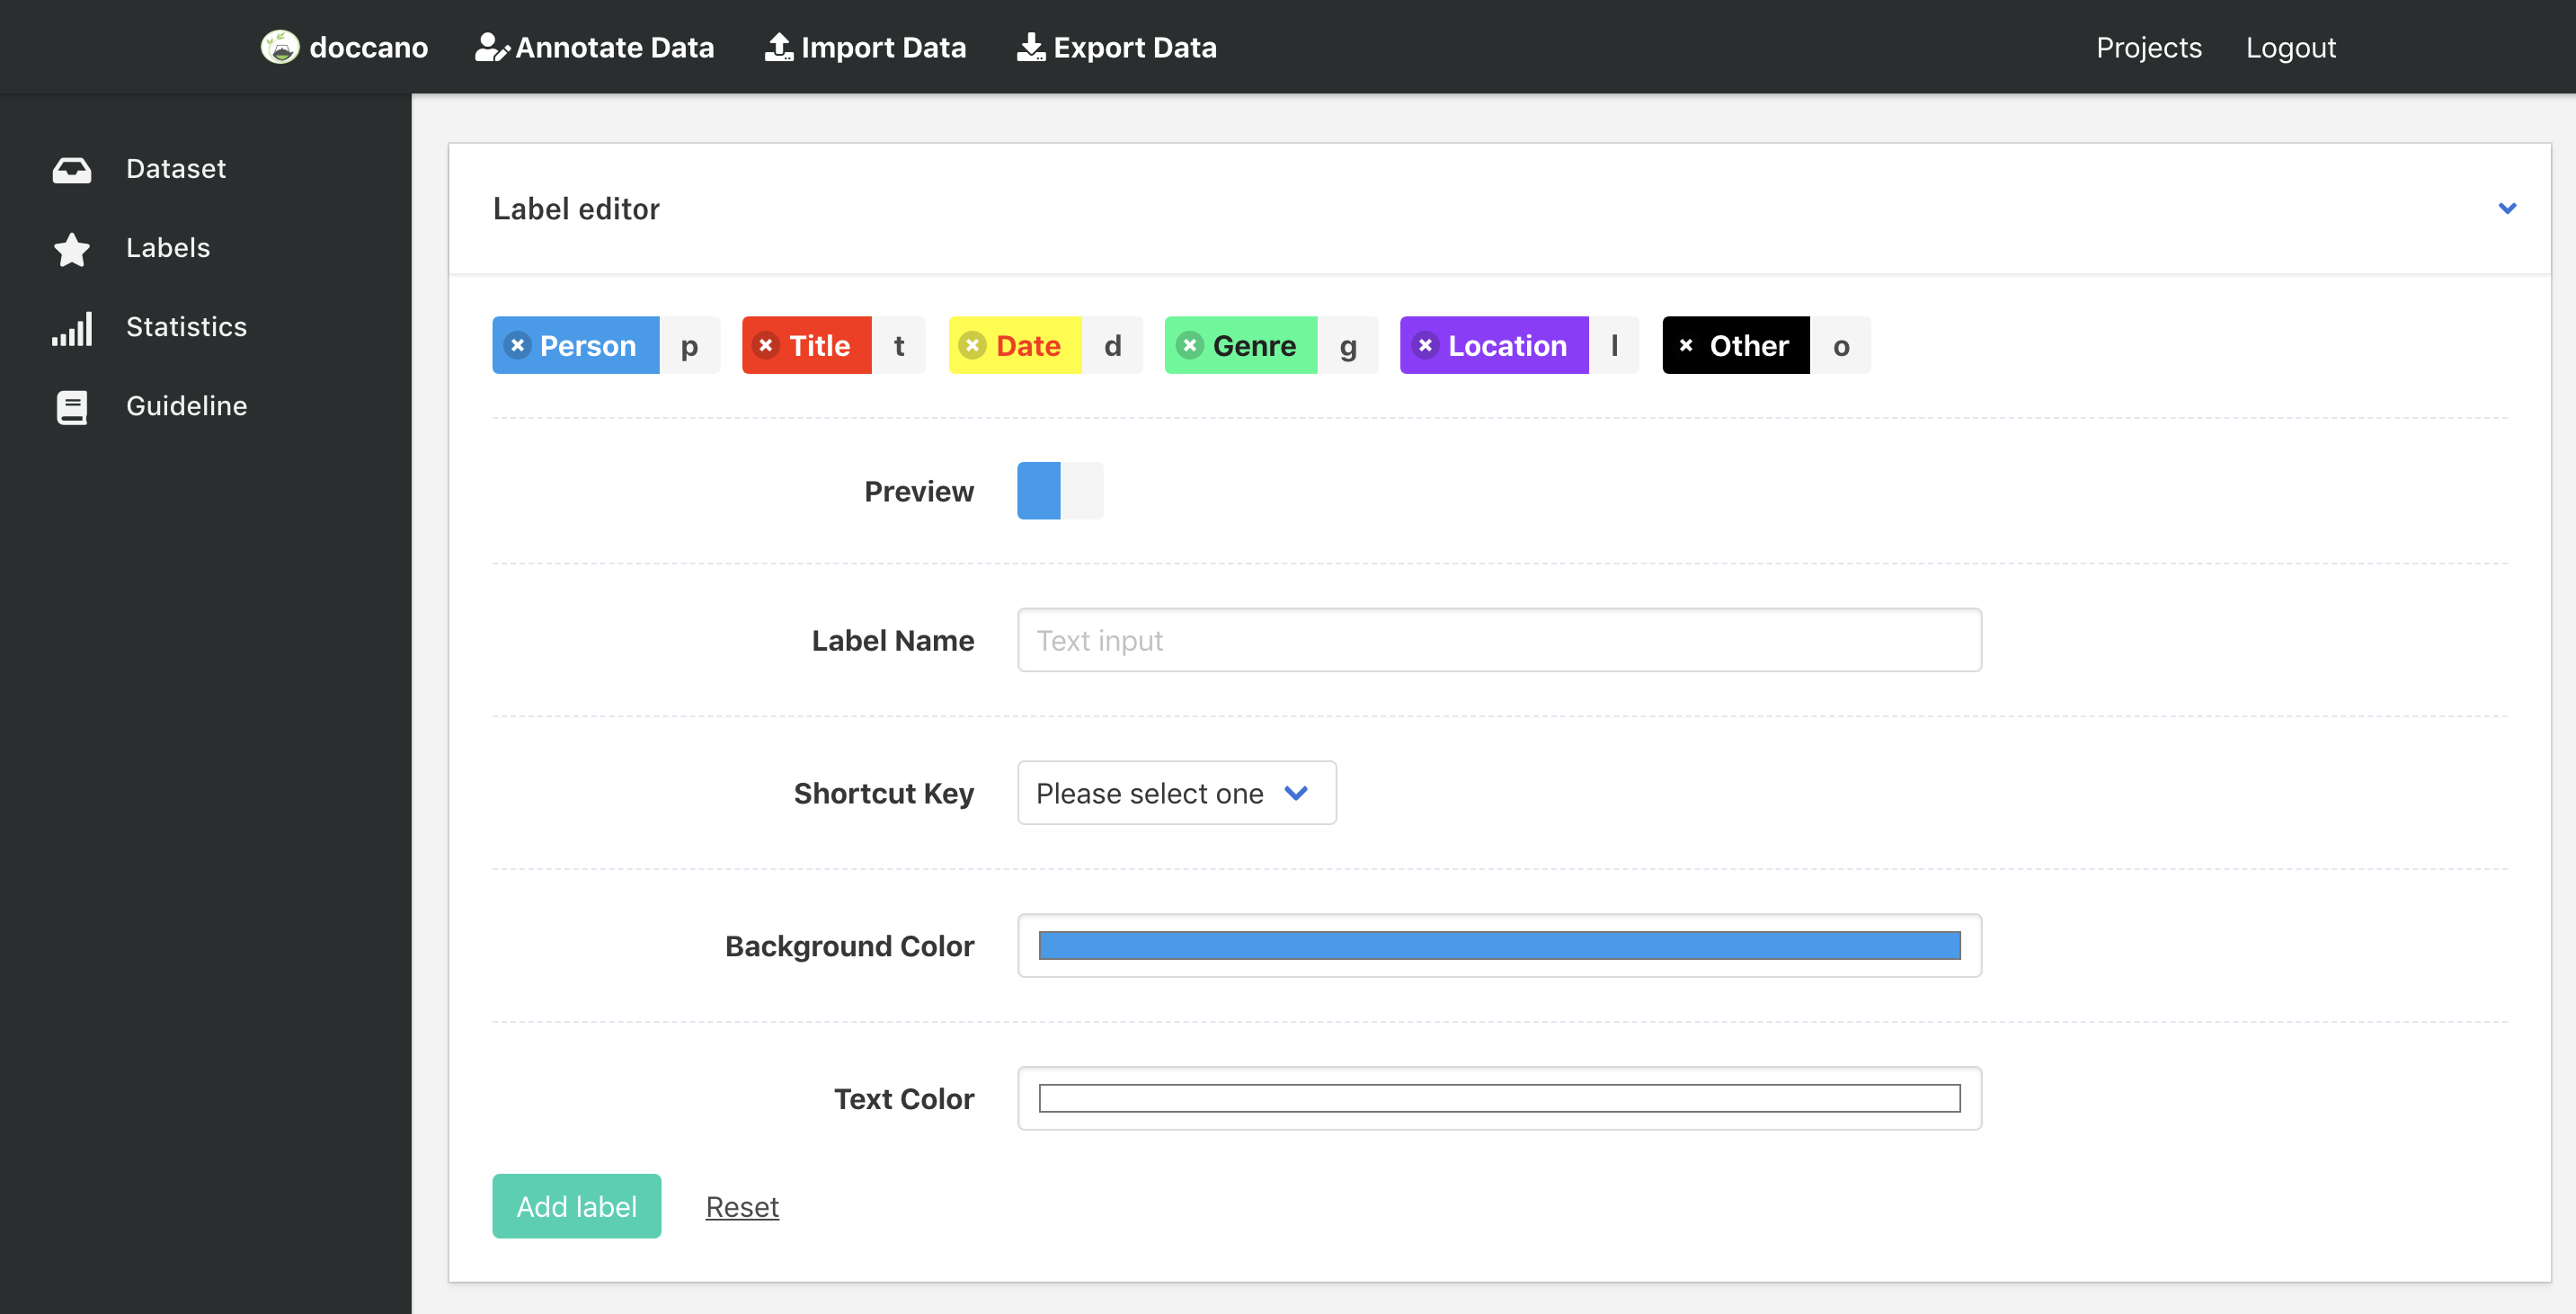 doccano Annotate Data Import Data Export Data Projects Logout
Dataset
Labels
Statistics
Guideline
Label editor
Person p Title t Date d Genre g Location l Other o
Preview
Label Name Text input
Shortcut Key Please select one
Background Color
Text Color
Add label Reset